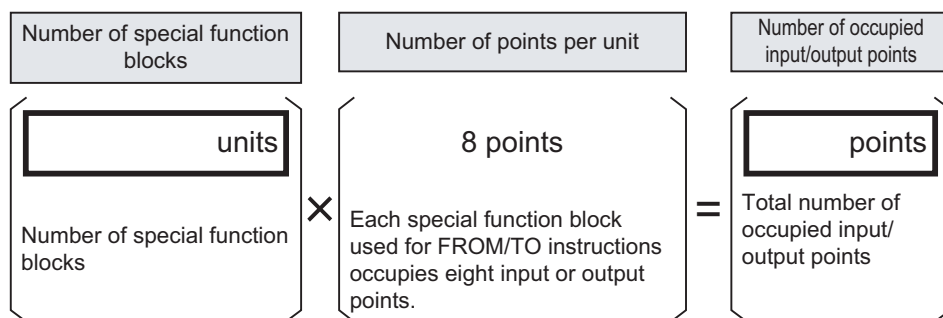 Number of special function
blocks
Number of points per unit
Number of occupied
input/output points
units
8 points
points
Number of special function
blocks
×
Each special function block
used for FROM/TO instructions
occupies eight input or output
points.
=
Total number of
occupied input/
output points